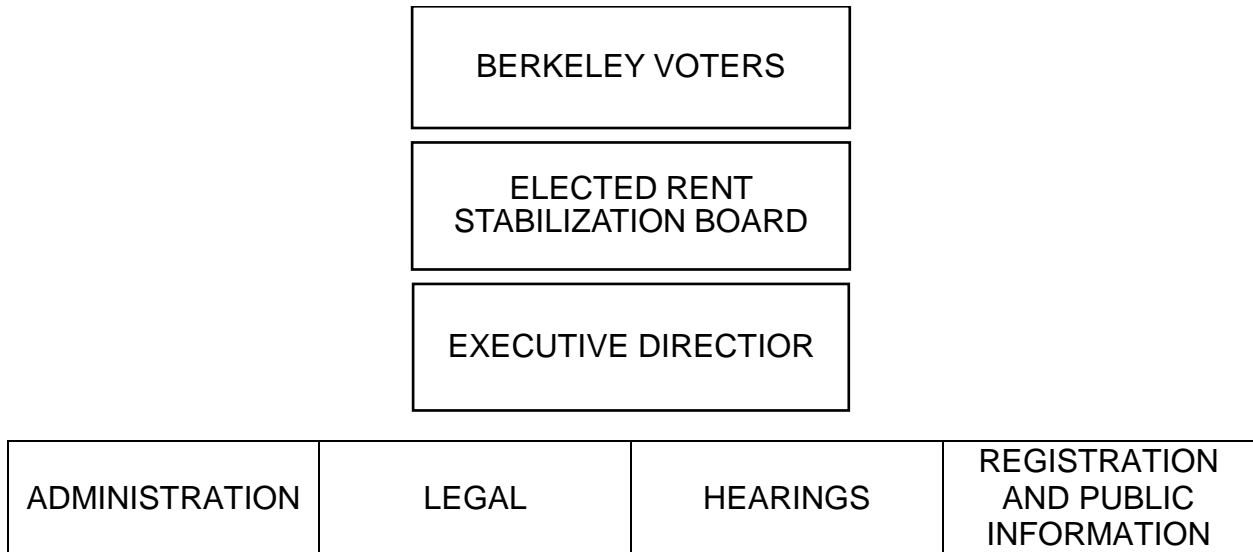 BERKELEY VOTERS
ELECTED RENT
STABILIZATION BOARD
EXECUTIVE DIRECTIOR
ADMINISTRATION
LEGAL
HEARINGS
REGISTRATION
AND PUBLIC
INFORMATION